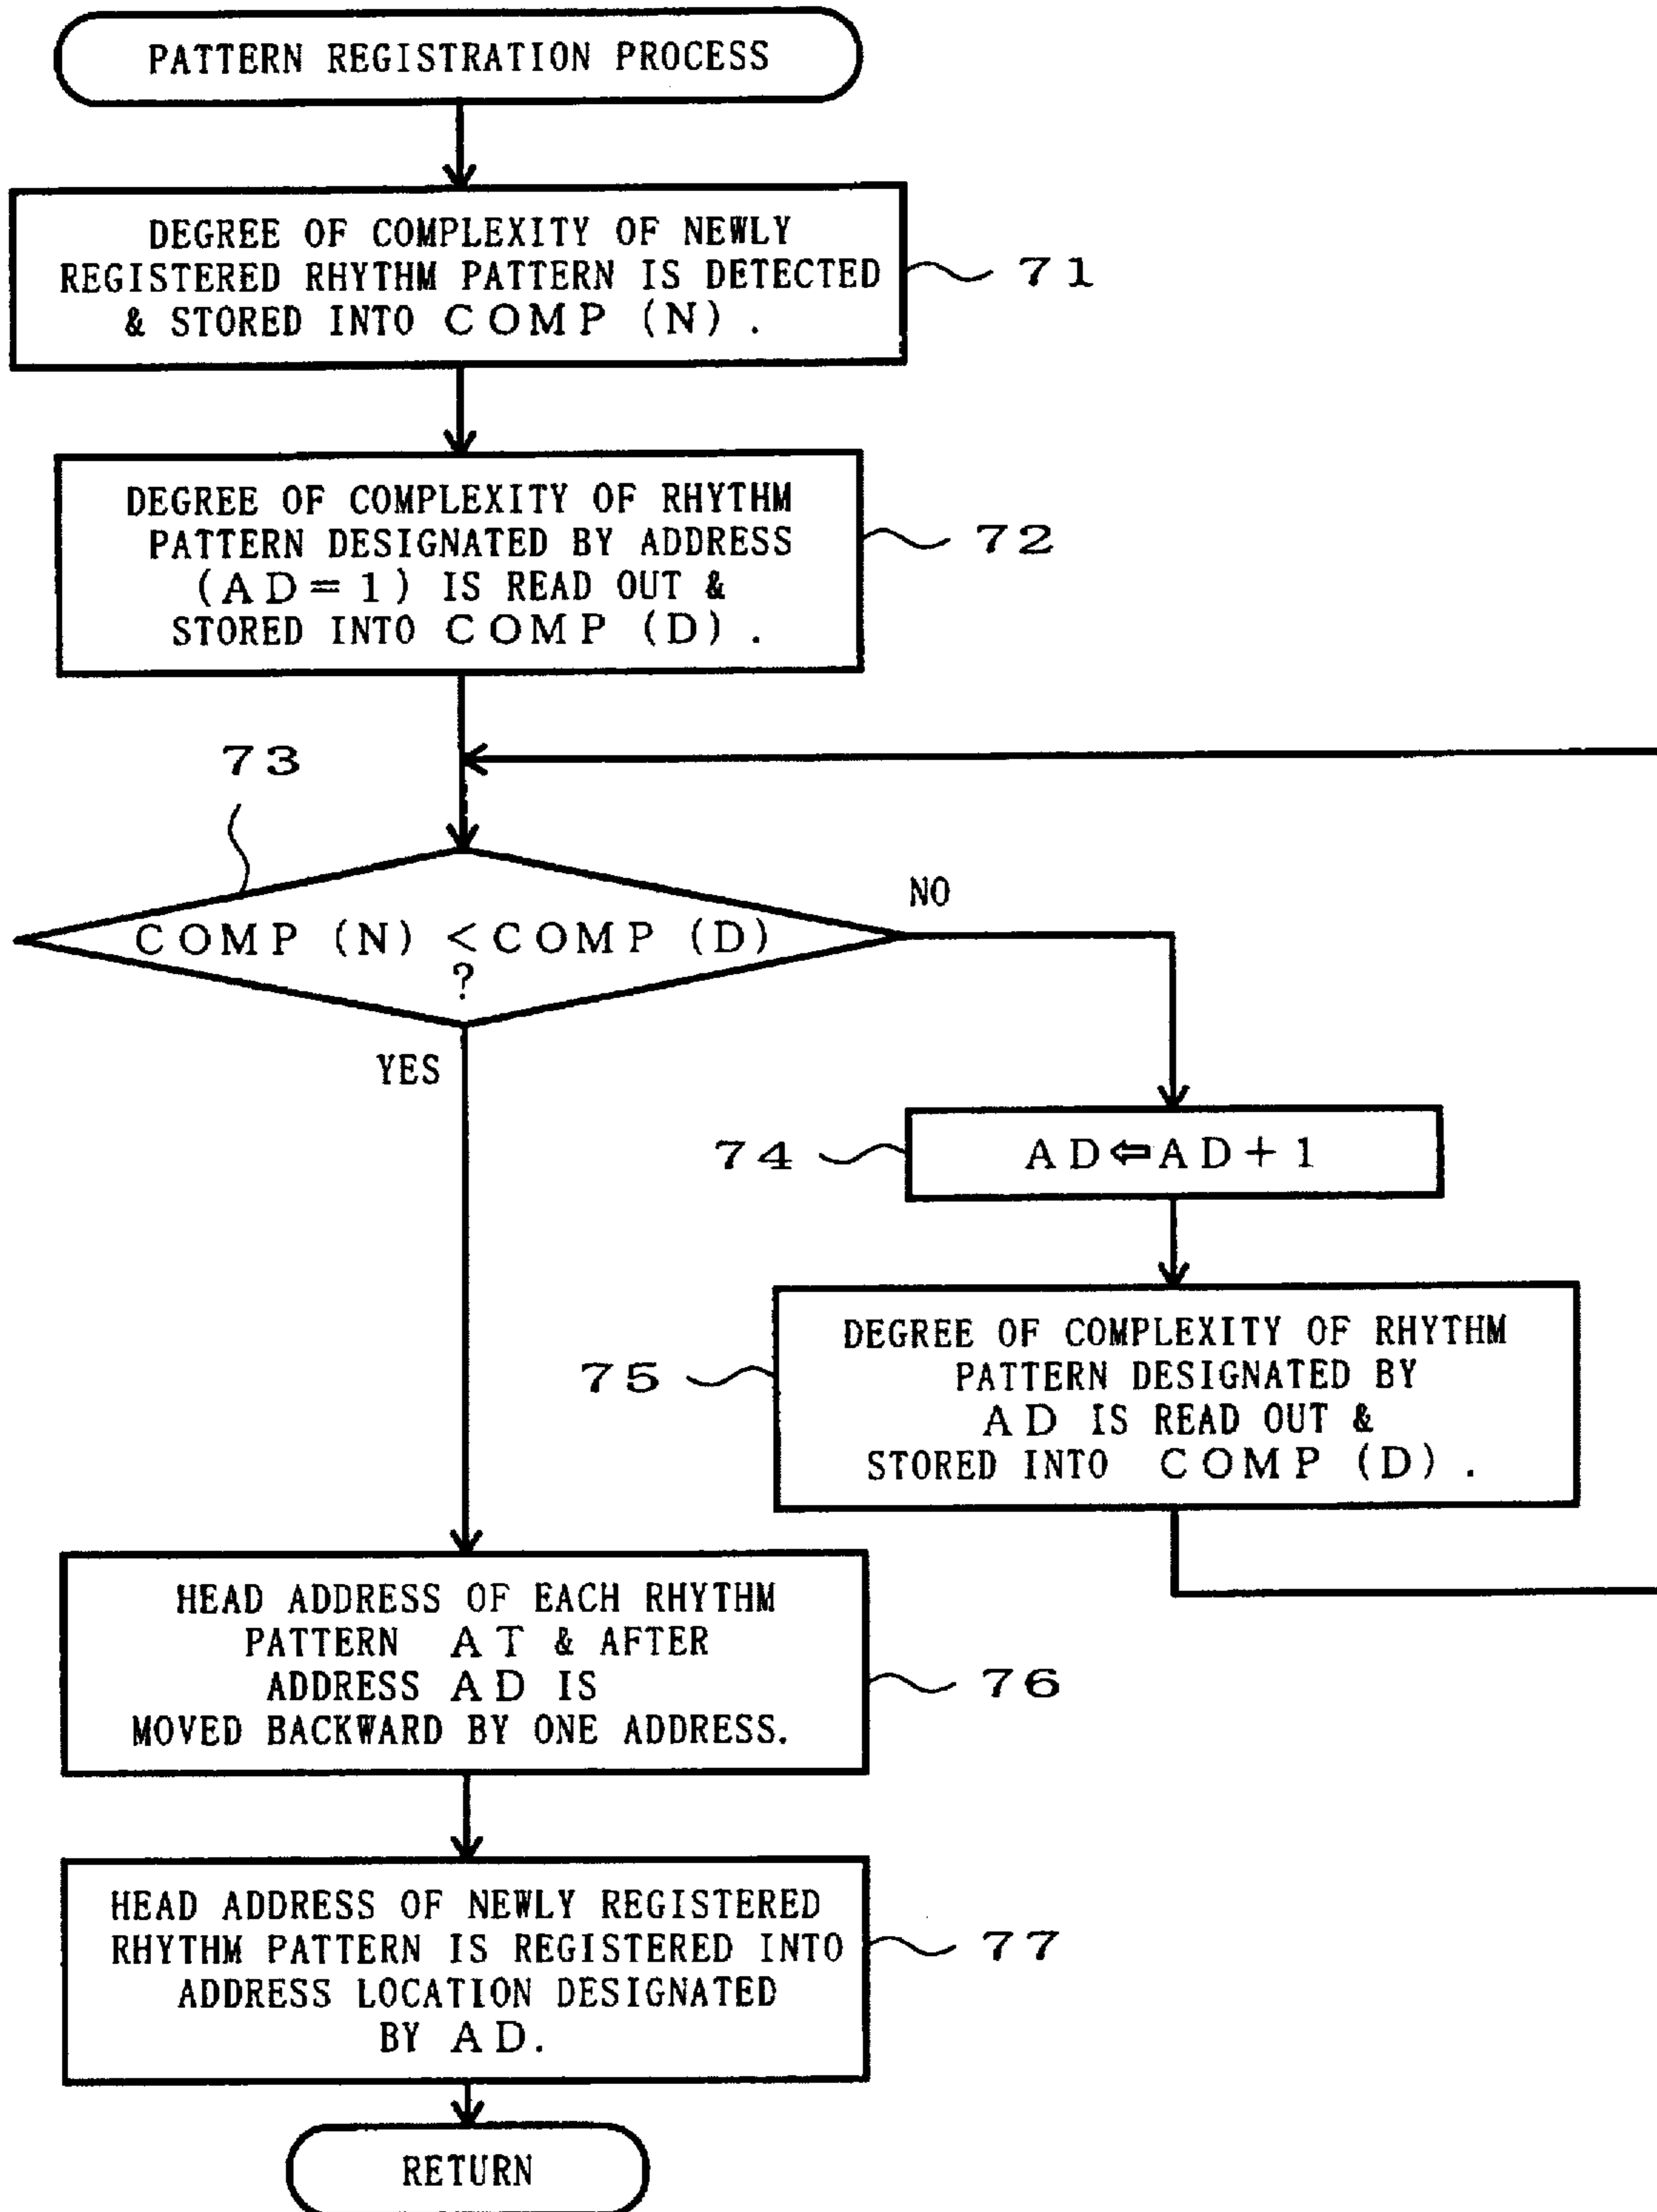 PATTERN REGISTRATION PROCESS
DEGREE OF COMPLEXITY OF NEWLY
REGISTERED RHYTHM PATTERN IS DETECTED
& STORED INTO COMP (N) .
71
DEGREE OF COMPLEXITY OF RHYTHM
PATTERN DESIGNATED BY ADDRESS
(AD=1) IS READ OUT &
STORED INTO COMP (D) .
72
73
COMP (N) <COMP (D)
?
NO
YES
74
AD⇦AD+1
DEGREE OF COMPLEXITY OF RHYTHM
PATTERN DESIGNATED BY
AD IS READ OUT &
STORED INTO COMP (D) .
75
HEAD ADDRESS OF EACH RHYTHM
PATTERN AT & AFTER
ADDRESS AD IS
MOVED BACKWARD BY ONE ADDRESS.
76
HEAD ADDRESS OF NEWLY REGISTERED
RHYTHM PATTERN IS REGISTERED INTO
ADDRESS LOCATION DESIGNATED
BY AD.
77
RETURN